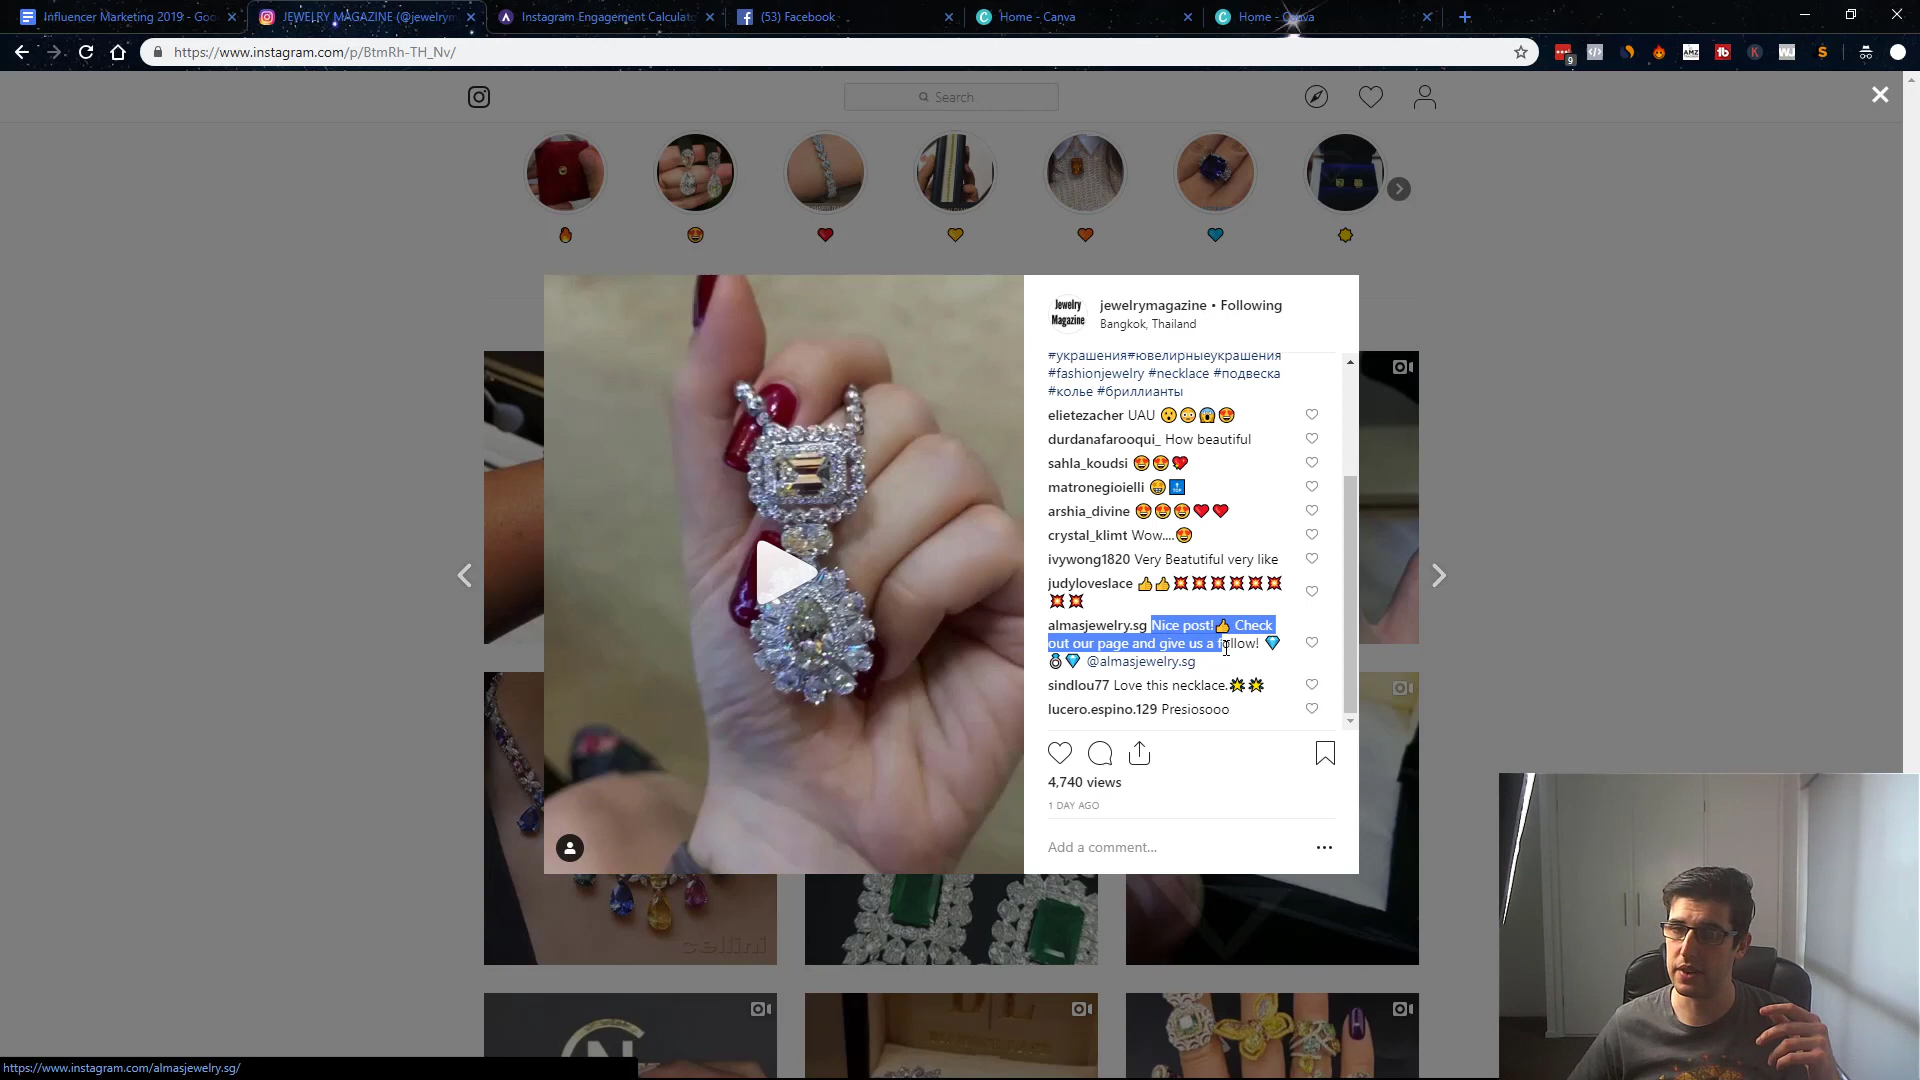 Influencer Marketing 2019 - Goo
JEWELRY MAGAZINE (@jewelrym
Instagram Engagement Calculat
(53) Facebook
Home - Canva
Home - Canva
https://www.instagram.com/p/BtmRh-TH_Nv/
Search
Jewelry
Magazine
jewelrymagazine • Following
Bangkok, Thailand
#украшения#ювелирныеукрашения
#fashionjewelry #necklace #подвеска
#колье #бриллианты
elietezacher UAU 😮😳😱😍
durdanafarooqui_ How beautiful
sahla_koudsi 😍😍❤️
matronegioielli 😁🔝
arshia_divine 😍😍😍❤️❤️
crystal_klimt Wow....😍
ivywong1820 Very Beatutiful very like
judyloveslace 👍👍💥💥💥💥💥💥
💥💥
almasjewelry.sg Nice post!👍 Check
out our page and give us a follow! 💎
💍💎 @almasjewelry.sg
sindlou77 Love this necklace.🌟🌟
lucero.espino.129 Presiosooo
4,740 views
1 DAY AGO
Add a comment...
cellini
https://www.instagram.com/almasjewelry.sg/